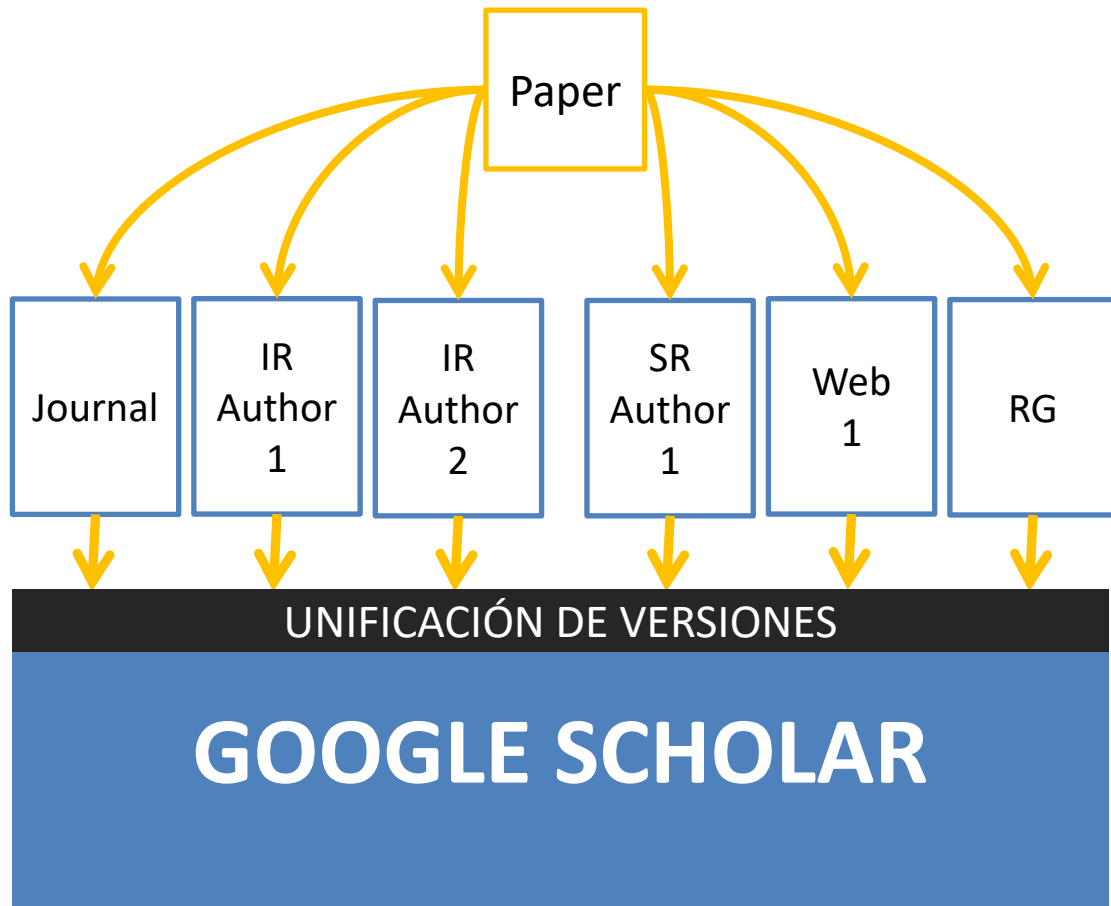 Paper
Journal
IR
Author
1
IR
Author
2
SR
Author
1
Web
1
RG
UNIFICACIÓN DE VERSIONES
GOOGLE SCHOLAR